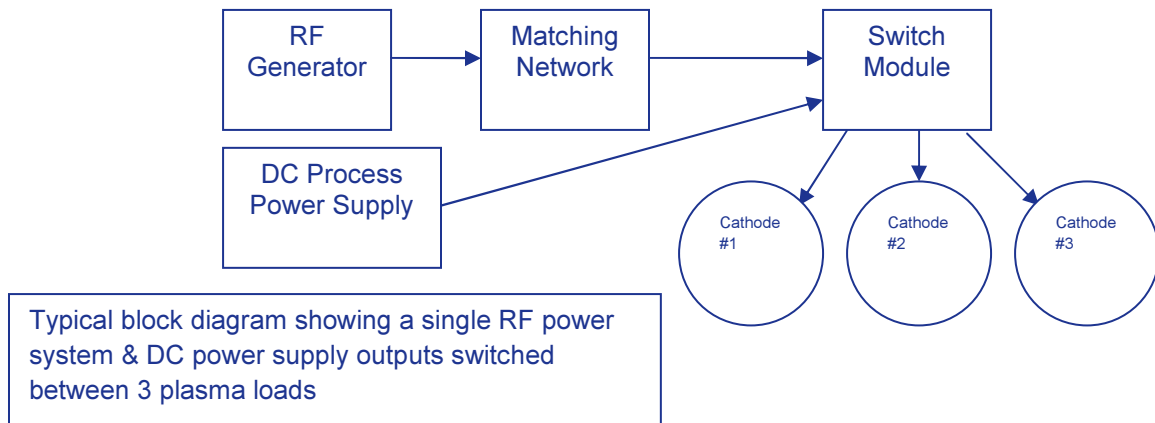 RF
Generator
Matching
Network
Switch
Module
DC Process
Power Supply
Cathode
#1
Cathode
#2
Cathode
#3
Typical block diagram showing a single RF power
system & DC power supply outputs switched
between 3 plasma loads